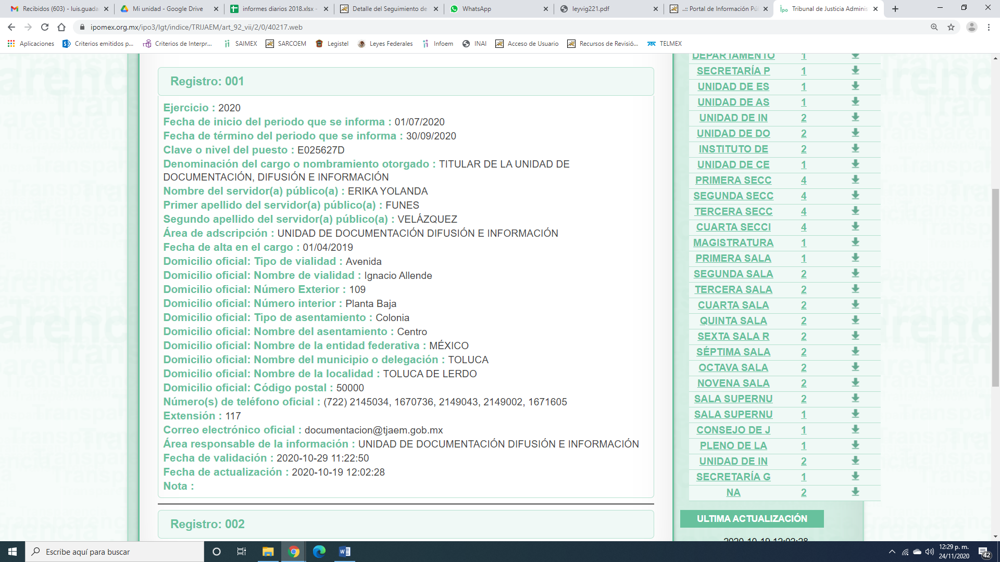 Recibidos (603) - luis.guada
Mi unidad - Google Drive
informes diarios 2018.xlsx -
Detalle del Seguimiento de
WhatsApp
leyvig221.pdf
..:: Portal de Información Pú
Tribunal de Justicia Adminis
ipomex.org.mx/ipo3/lgt/indice/TRIJAEM/art_92_vii/2/0/40217.web
Aplicaciones
Criterios emitidos p...
Criterios de Interpr...
SAIMEX
SARCOEM
Legistel
Leyes Federales
Infoem
INAI
Acceso de Usuario
Recursos de Revisió...
TELMEX
Registro: 001
Ejercicio : 2020
Fecha de inicio del periodo que se informa : 01/07/2020
Fecha de término del periodo que se informa : 30/09/2020
Clave o nivel del puesto : E025627D
Denominación del cargo o nombramiento otorgado : TITULAR DE LA UNIDAD DE
DOCUMENTACIÓN, DIFUSIÓN E INFORMACIÓN
Nombre del servidor(a) público(a) : ERIKA YOLANDA
Primer apellido del servidor(a) público(a) : FUNES
Segundo apellido del servidor(a) público(a) : VELÁZQUEZ
Área de adscripción : UNIDAD DE DOCUMENTACIÓN DIFUSIÓN E INFORMACIÓN
Fecha de alta en el cargo : 01/04/2019
Domicilio oficial: Tipo de vialidad : Avenida
Domicilio oficial: Nombre de vialidad : Ignacio Allende
Domicilio oficial: Número Exterior : 109
Domicilio oficial: Número interior : Planta Baja
Domicilio oficial: Tipo de asentamiento : Colonia
Domicilio oficial: Nombre del asentamiento : Centro
Domicilio oficial: Nombre de la entidad federativa : MÉXICO
Domicilio oficial: Nombre del municipio o delegación : TOLUCA
Domicilio oficial: Nombre de la localidad : TOLUCA DE LERDO
Domicilio oficial: Código postal : 50000
Número(s) de teléfono oficial : (722) 2145034, 1670736, 2149043, 2149002, 1671605
Extensión : 117
Correo electrónico oficial : documentacion@tjaem.gob.mx
Área responsable de la información : UNIDAD DE DOCUMENTACIÓN DIFUSIÓN E INFORMACIÓN
Fecha de validación : 2020-10-29 11:22:50
Fecha de actualización : 2020-10-19 12:02:28
Nota :
Registro: 002
DEPARTAMENTO 1
SECRETARÍA P 1
UNIDAD DE ES 1
UNIDAD DE AS 1
UNIDAD DE IN 2
UNIDAD DE DO 2
INSTITUTO DE 2
UNIDAD DE CE 1
PRIMERA SECC 4
SEGUNDA SECC 4
TERCERA SECC 4
CUARTA SECCI 4
MAGISTRATURA 1
PRIMERA SALA 1
SEGUNDA SALA 2
TERCERA SALA 2
CUARTA SALA 2
QUINTA SALA 2
SEXTA SALA R 2
SÉPTIMA SALA 2
OCTAVA SALA 2
NOVENA SALA 2
SALA SUPERNU 2
SALA SUPERNU 1
CONSEJO DE J 1
PLENO DE LA 1
UNIDAD DE IN 2
SECRETARÍA G 1
NA 2
ULTIMA ACTUALIZACIÓN
2020-10-19 12:02:28
Escribe aquí para buscar
12:29 p. m.
24/11/2020
42